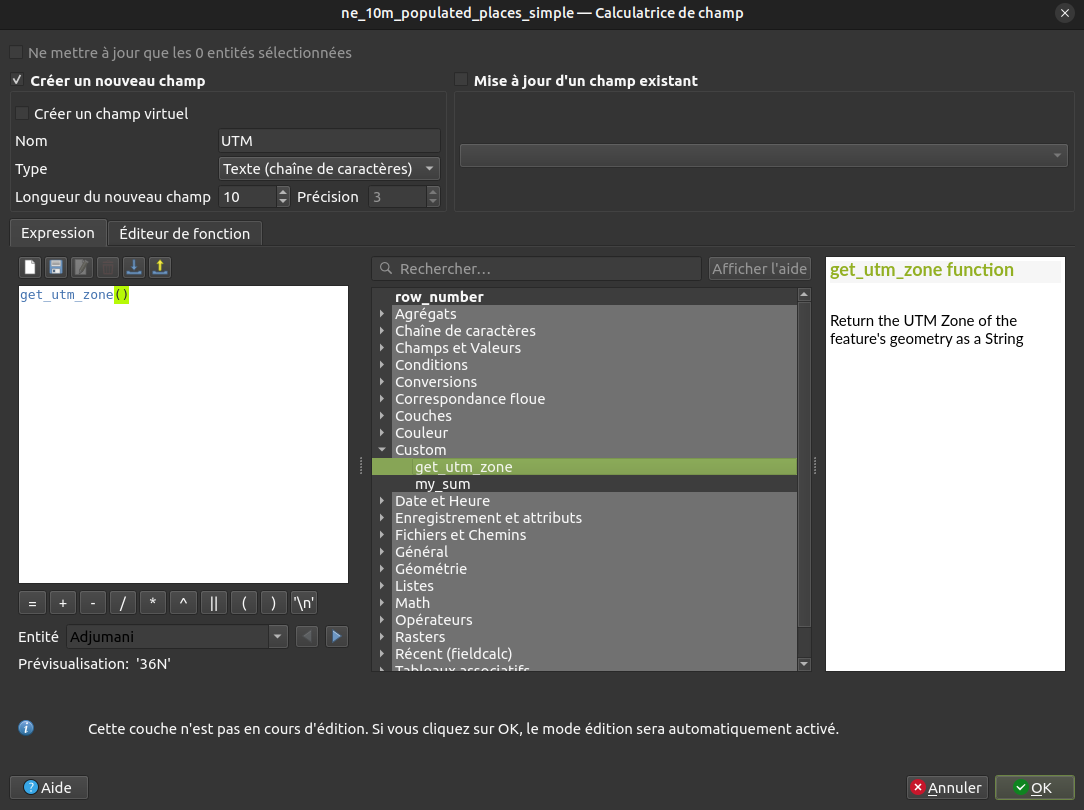 ne_10m_populated_places_simple — Calculatrice de champ
Ne mettre à jour que les 0 entités sélectionnées
Créer un nouveau champ
Créer un champ virtuel
Nom UTM
Type Texte (chaîne de caractères)
Longueur du nouveau champ 10 Précision 3
Mise à jour d'un champ existant
Expression Éditeur de fonction
get_utm_zone()
= + - / * ^ || ( ) '\n'
Entité Adjumani
Prévisualisation: '36N'
Rechercher... Afficher l'aide
row_number
Agrégats
Chaîne de caractères
Champs et Valeurs
Conditions
Conversions
Correspondance floue
Couches
Couleur
Custom
get_utm_zone
my_sum
Date et Heure
Enregistrement et attributs
Fichiers et Chemins
Général
Géométrie
Listes
Math
Opérateurs
Rasters
Récent (fieldcalc)
Tableaux associatifs
get_utm_zone function
Return the UTM Zone of the
feature's geometry as a String
Cette couche n'est pas en cours d'édition. Si vous cliquez sur OK, le mode édition sera automatiquement activé.
Aide Annuler OK